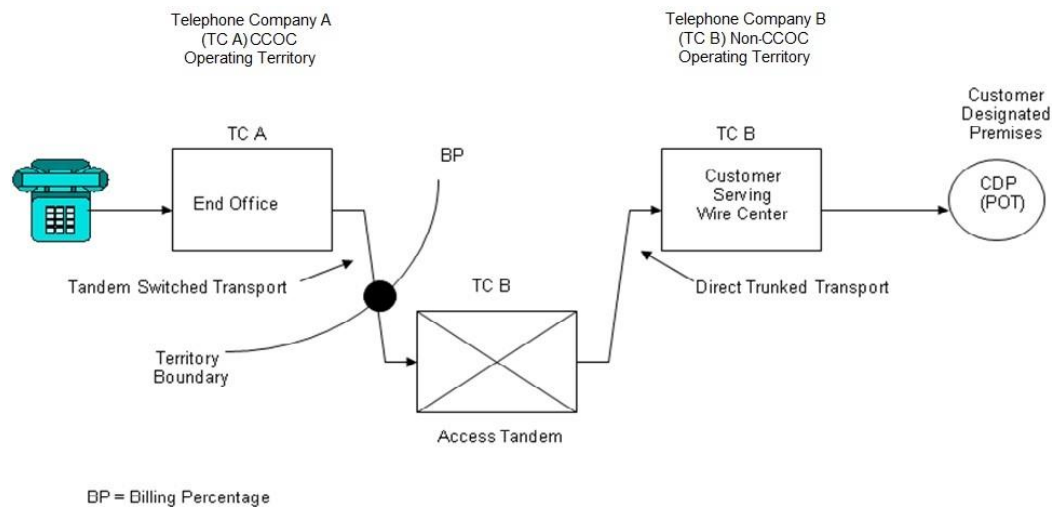 Telephone Company A
(TC A) CCOC
Operating Territory
Telephone Company B
(TC B) Non-CCOC
Operating Territory
Customer
Designated
Premises
TC A
BP
TC B
End Office
Customer
Serving
Wire Center
CDP
(POT)
Tandem Switched Transport
TC B
Direct Trunked Transport
Territory
Boundary
Access Tandem
BP = Billing Percentage